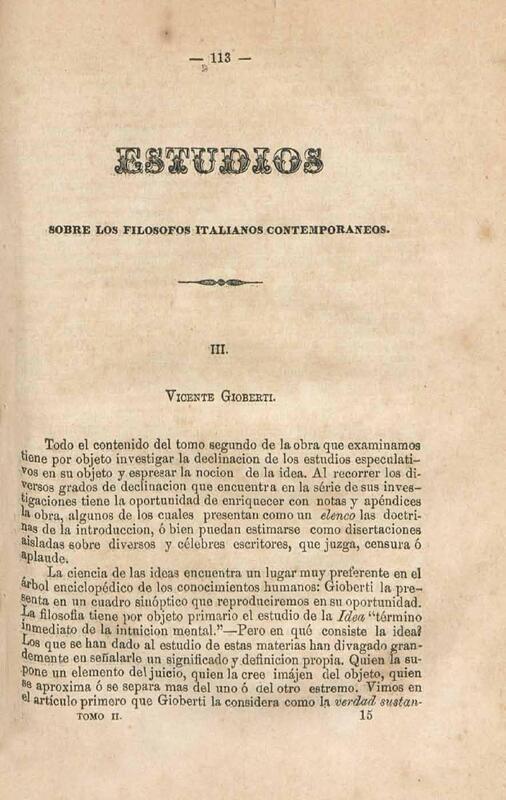 — 113 —
ESTUDIOS
SOBRE LOS FILOSOFOS ITALIANOS CONTEMPORANEOS.
III.
VICENTE GIOBERTI.
Todo el contenido del tomo segundo de la obra que examinamos
tiene por objeto investigar la declinacion de los estudios especulati-
vos en su objeto y espresar la nocion de la idea. Al recorrer los di-
versos grados de declinacion que encuentra en la série de sus inves-
tigaciones tiene la oportunidad de enriquecer con notas y apéndices
la obra, algunos de los cuales presentan como un elenco las doctri-
nas de la introduccion, ó bien puedan estimarse como disertaciones
aisladas sobre diversos y célebres escritores, que juzga, censura ó
aplaude.
La ciencia de las ideas encuentra un lugar muy preferente en el
árbol enciclopédico de los conocimientos humanos: Gioberti la pre-
senta en un cuadro sinóptico que reproduciremos en su oportunidad.
La filosofia tiene por objeto primario el estudio de la Idea “término
inmediato de la intuicion mental.”—Pero en qué consiste la idea?
Los que se han dado al estudio de estas materias han divagado gran-
demente en señalarle un significado y definicion propia. Quien la su-
pone un elemento del juicio, quien la cree imájen del objeto, quien
se aproxima ó se separa mas del uno ó del otro estremo. Vimos en
el artículo primero que Gioberti la considera como la verdad sustan-
TOMO II. 15